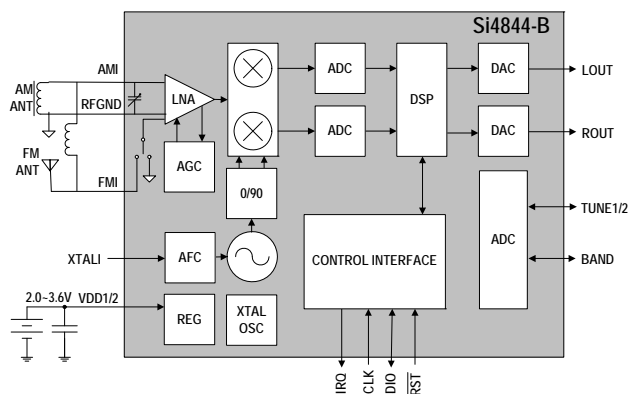 Si4844-B
AMI
AM
ANT
RFGND
LNA
ADC
DSP
DAC
LOUT
ADC
DAC
ROUT
FM
ANT
FMI
AGC
0/90
ADC
TUNE1/2
BAND
XTALI
AFC
CONTROL INTERFACE
2.0~3.6V
VDD1/2
REG
XTAL
OSC
IRQ
CLK
DIO
RST